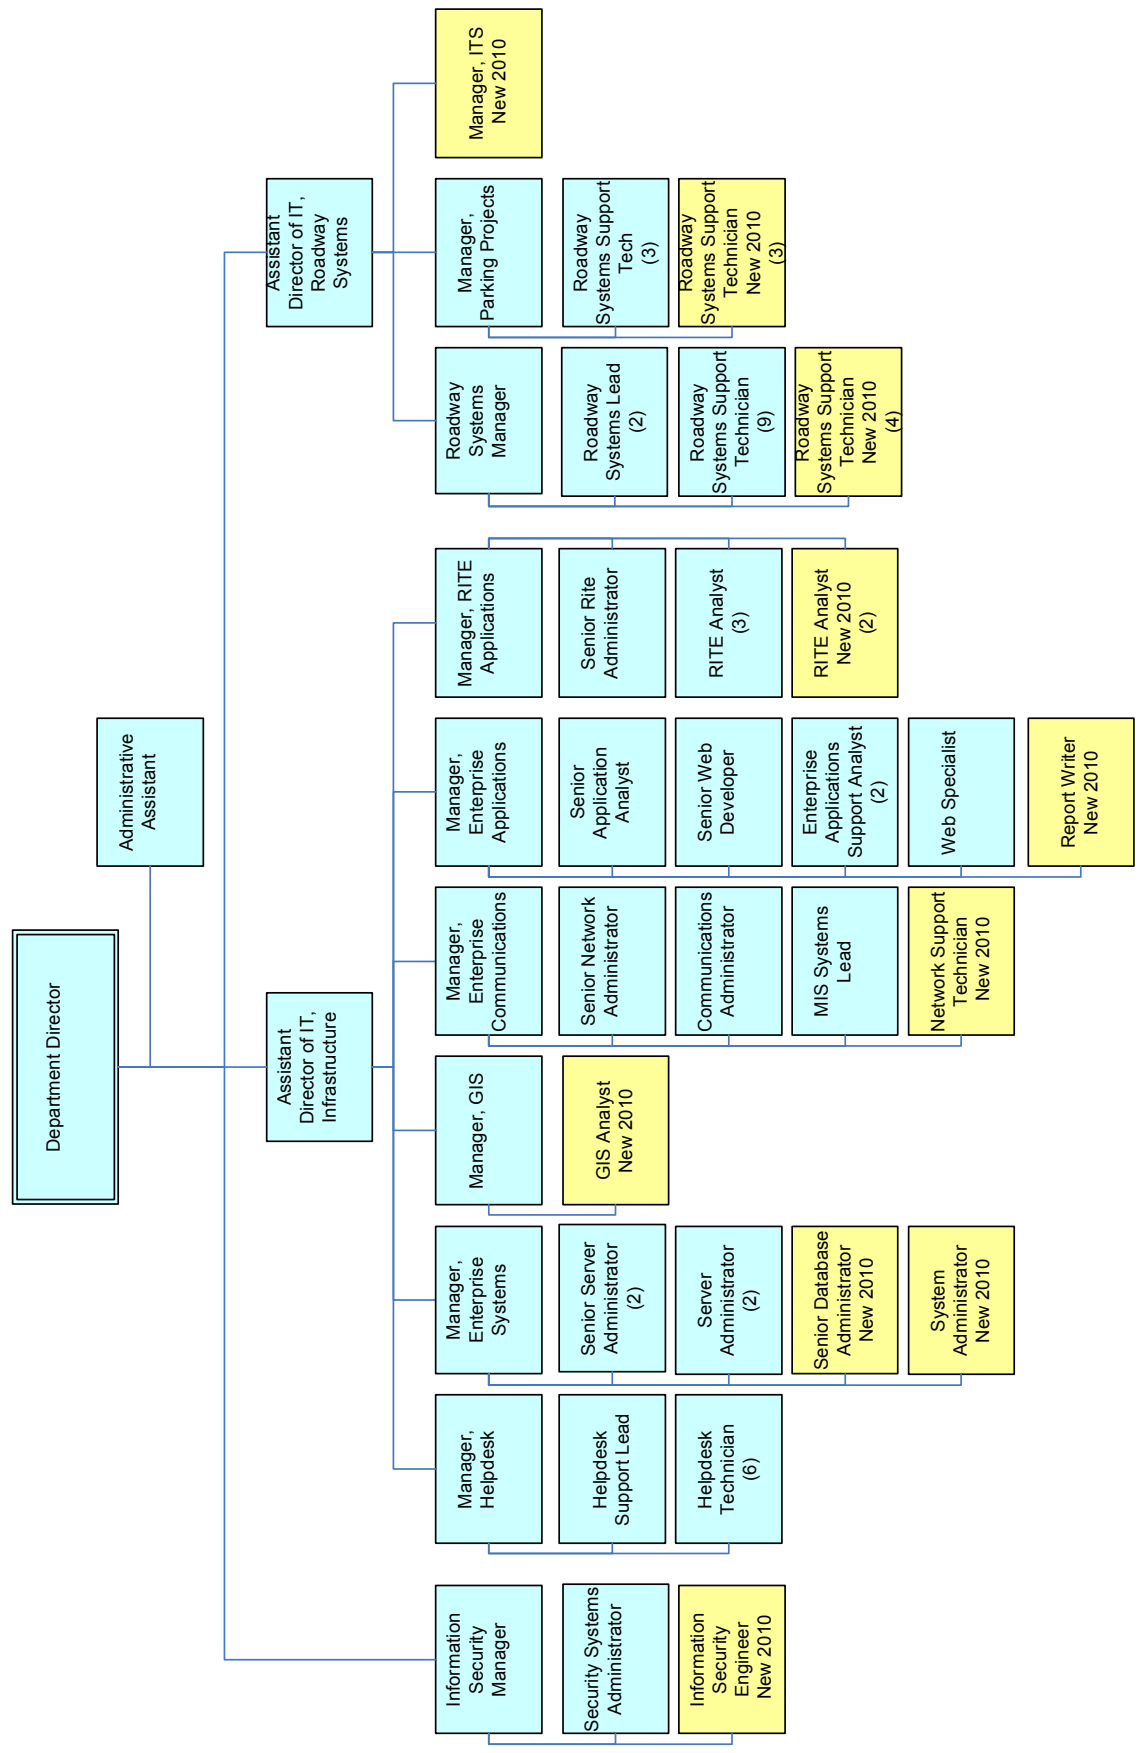 Department Director
Administrative
Assistant
Assistant
Director of IT,
Infrastructure
Assistant
Director of IT,
Roadway
Systems
Information
Security
Manager
Security Systems
Administrator
Information
Security
Engineer
New 2010
Manager,
Helpdesk
Helpdesk
Support Lead
Helpdesk
Technician
(6)
Manager,
Enterprise
Systems
Senior Server
Administrator
(2)
Server
Administrator
(2)
Senior Database
Administrator
New 2010
System
Administrator
New 2010
Manager, GIS
GIS Analyst
New 2010
Manager,
Enterprise
Communications
Senior Network
Administrator
Communications
Administrator
MIS Systems
Lead
Network Support
Technician
New 2010
Manager,
Enterprise
Applications
Senior
Application
Analyst
Senior Web
Developer
Enterprise
Applications
Support Analyst
(2)
Web Specialist
Report Writer
New 2010
Manager, RITE
Applications
Senior Rite
Administrator
RITE Analyst
(3)
RITE Analyst
New 2010
(2)
Roadway
Systems
Manager
Roadway
Systems Lead
(2)
Roadway
Systems Support
Technician
(9)
Roadway
Systems Support
Technician
New 2010
(4)
Manager,
Parking Projects
Roadway
Systems Support
Tech
(3)
Roadway
Systems Support
Technician
New 2010
(3)
Manager, ITS
New 2010